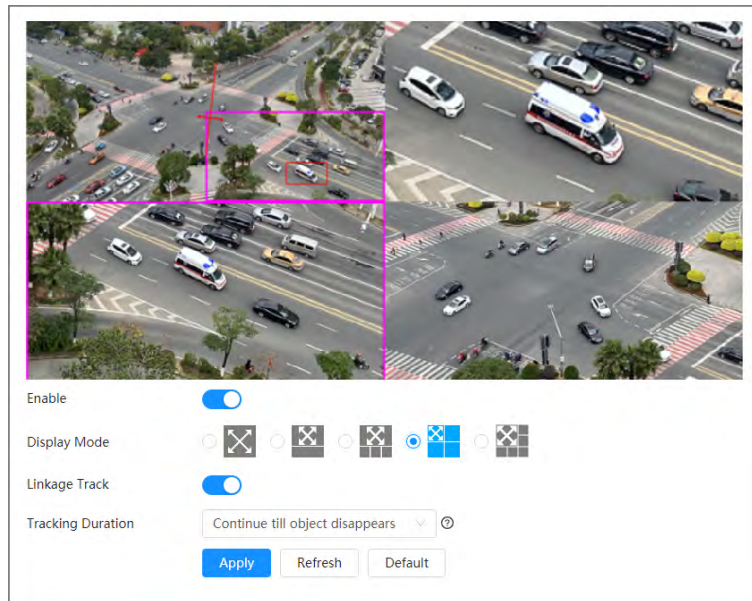 Enable
Display Mode
Linkage Track
Tracking Duration
Continue till object disappears
Apply
Refresh
Default